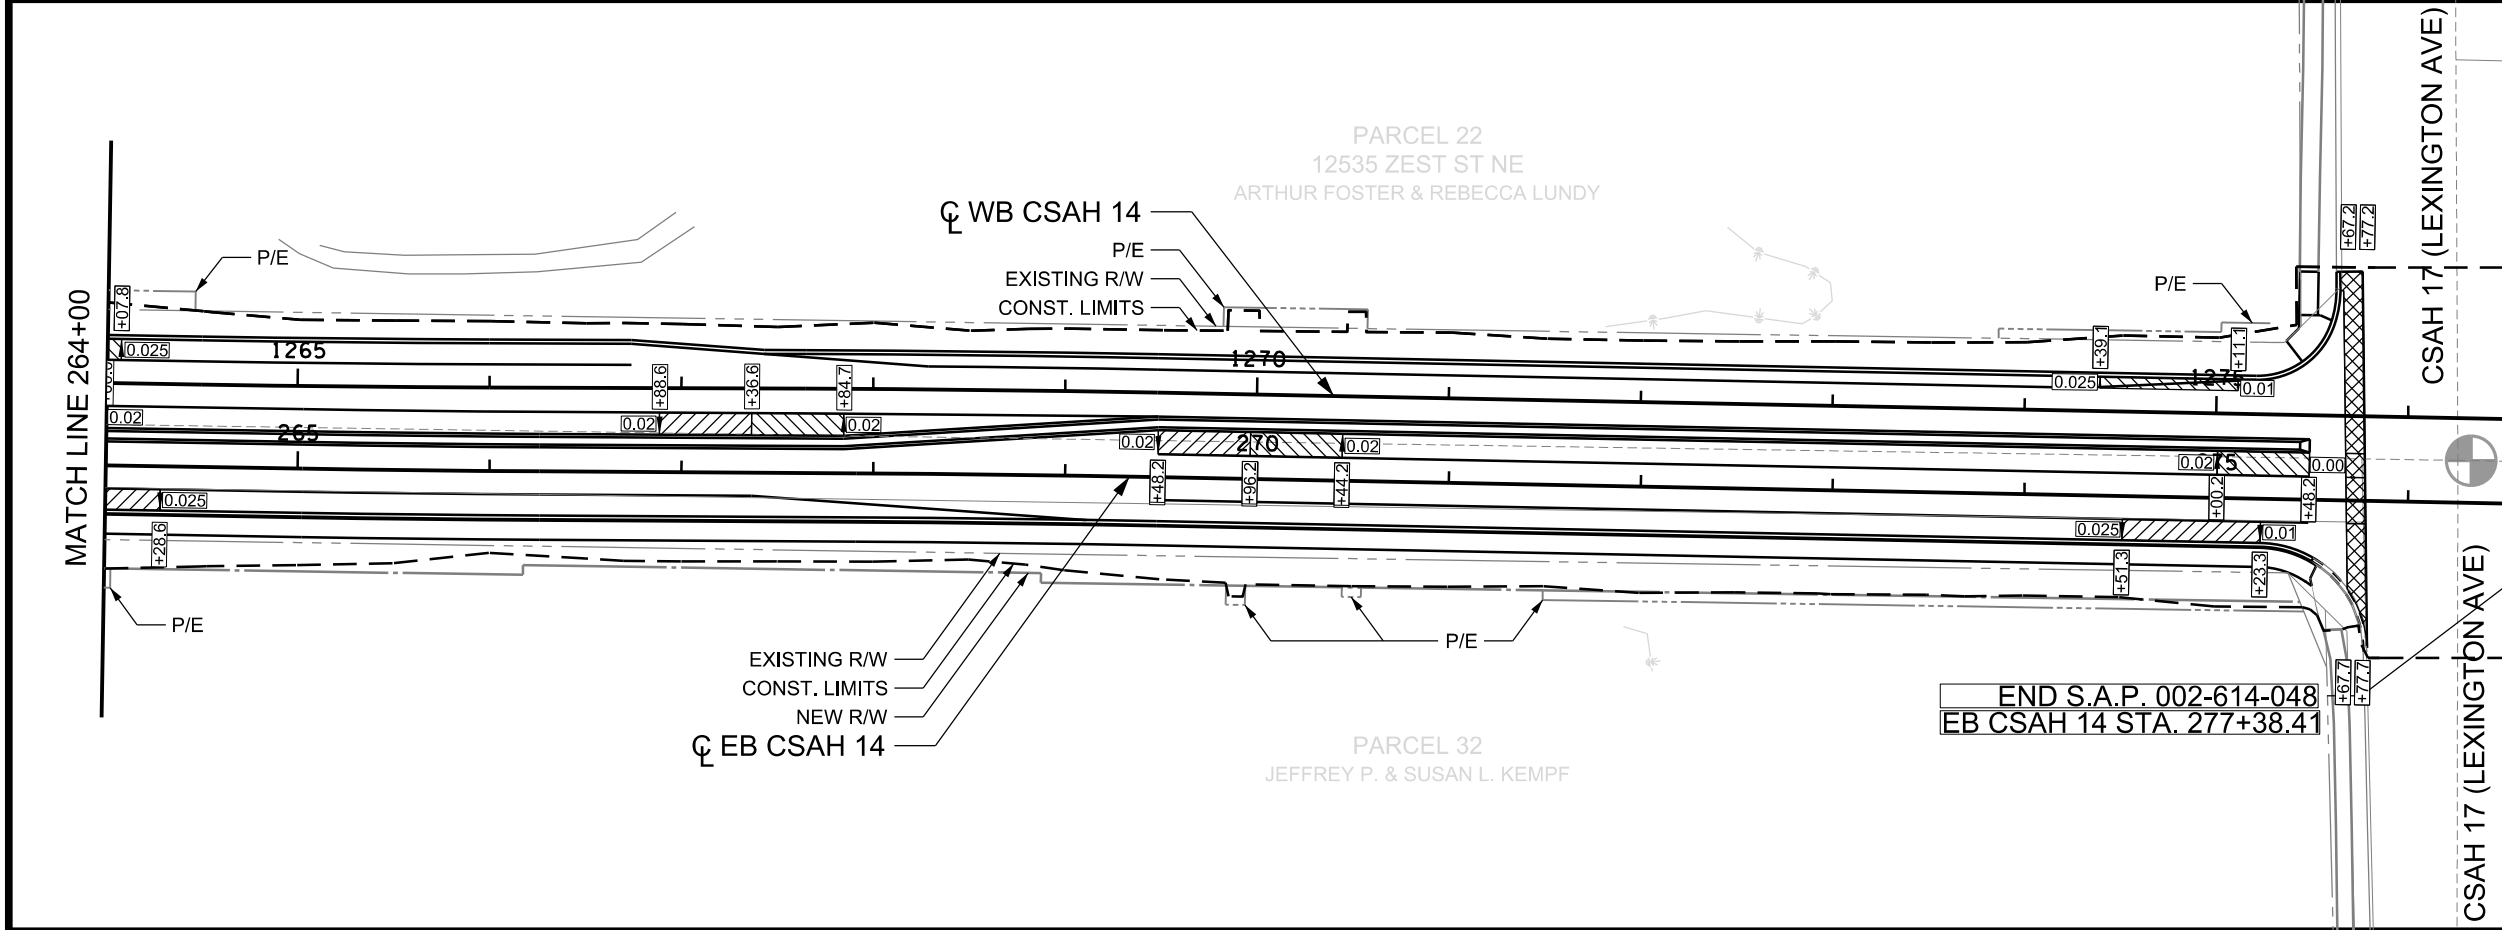 PARCEL 22
12535 ZEST ST NE
ARTHUR FOSTER & REBECCA LUNDY
CSAH 17 (LEXINGTON AVE)
℄ WB CSAH 14
P/E
EXISTING R/W
CONST. LIMITS
P/E
P/E
+67.2
+77.2
MATCH LINE 264+00
+07.8
0.025
1265
1270
1275
+39.1
+11.1
0.025
0.01
+88.6
+36.6
+84.7
0.02
0.02
0.02
265
0.02
270
0.02
0.02
0.00
+48.2
+96.2
+44.2
+00.2
+48.2
0.025
+28.6
0.025
0.01
+51.3
+23.3
P/E
P/E
EXISTING R/W
CONST. LIMITS
NEW R/W
℄ EB CSAH 14
+67.7
+77.7
END S.A.P. 002-614-048
EB CSAH 14 STA. 277+38.41
PARCEL 32
JEFFREY P. & SUSAN L. KEMPF
CSAH 17 (LEXINGTON AVE)